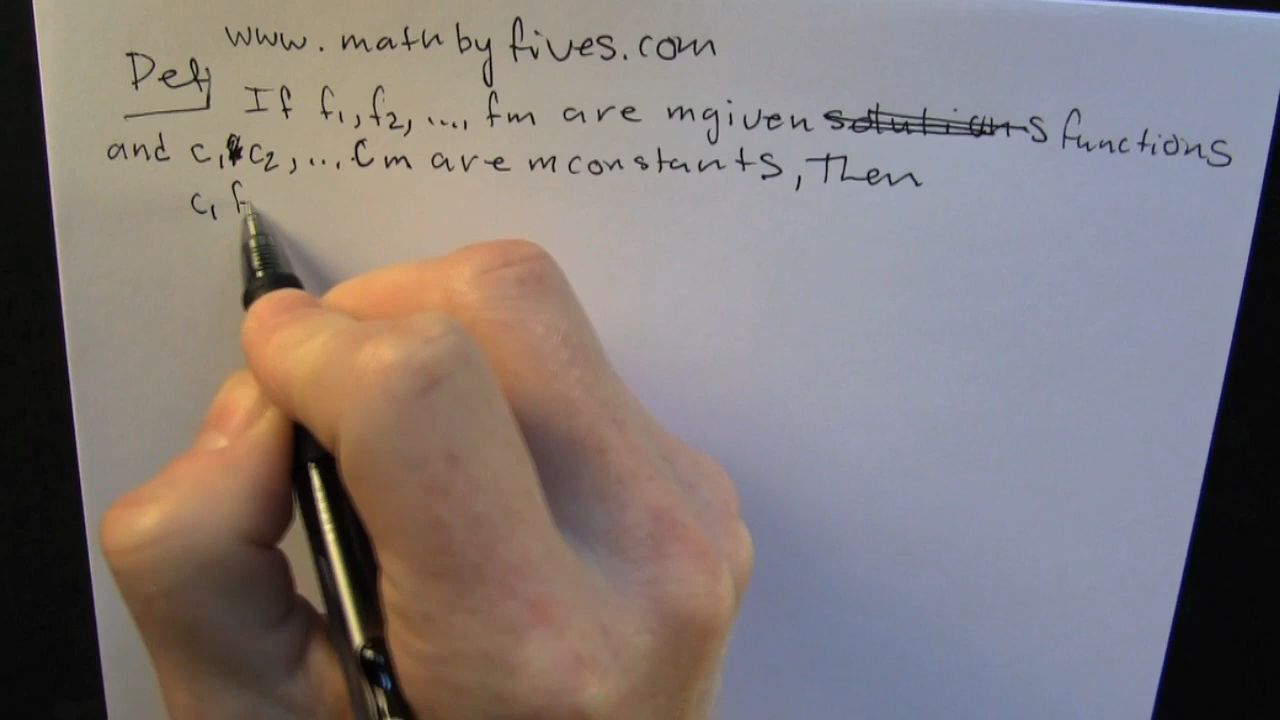 www.mathbyfives.com
Def If f1, f2, ..., fm are m given solutions functions
and c1, c2, ... Cm are m constants, Then
c1 f